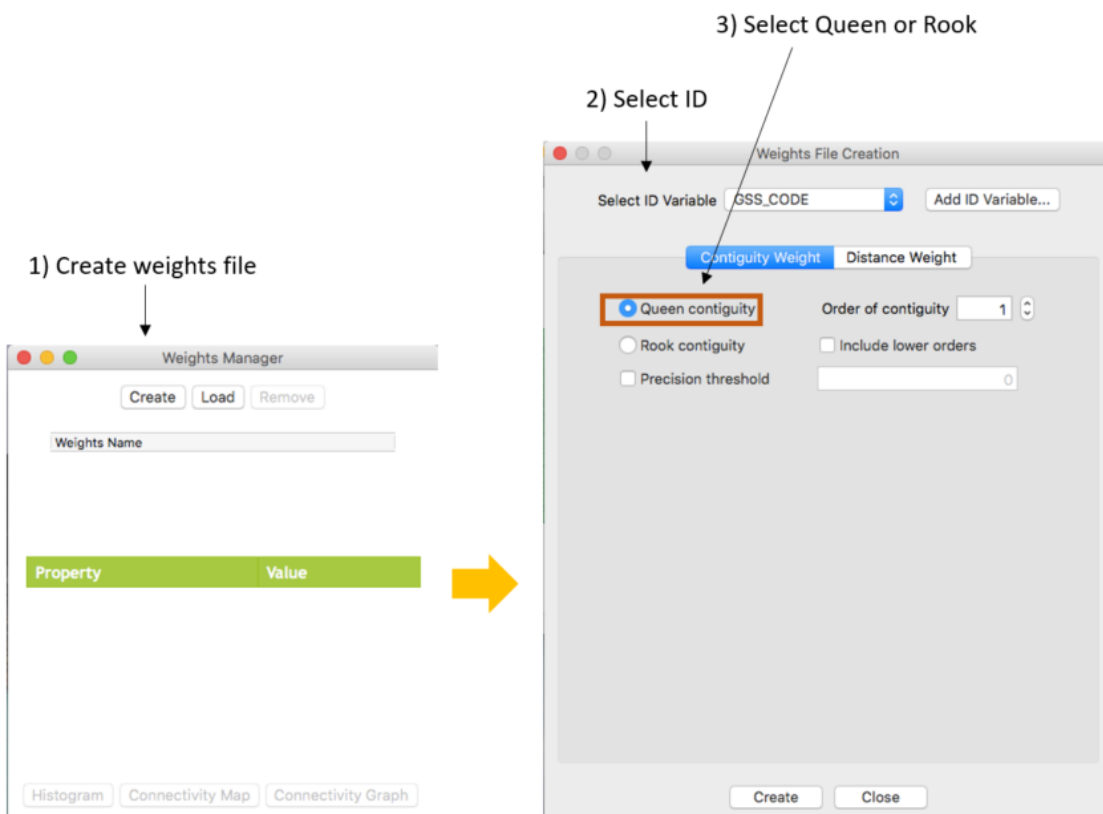 3) Select Queen or Rook
2) Select ID
Weights File Creation
Select ID Variable GSS_CODE Add ID Variable...
1) Create weights file
Contiguity Weight Distance Weight
Queen contiguity Order of contiguity 1
Weights Manager
Rook contiguity Include lower orders
Precision threshold 0
Create Load Remove
Weights Name
Property Value
Histogram Connectivity Map Connectivity Graph
Create Close